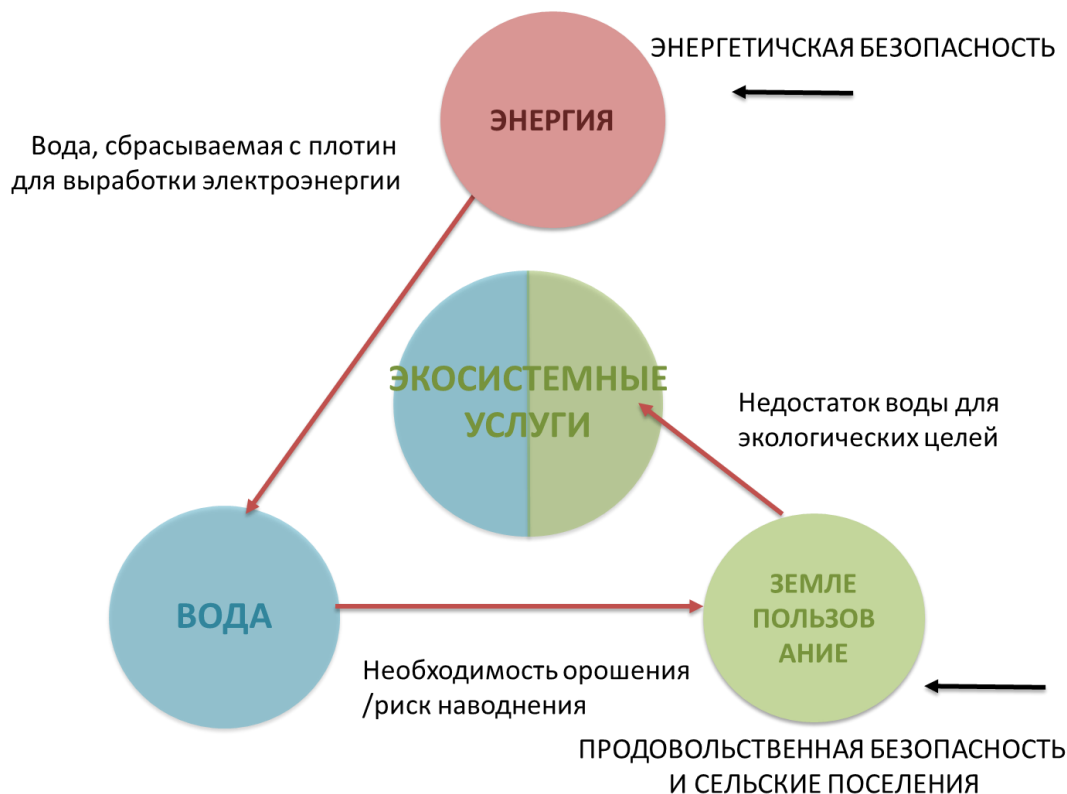 ЭНЕРГЕТИЧСКАЯ БЕЗОПАСНОСТЬ
ЭНЕРГИЯ
Вода, сбрасываемая с плотин
для выработки электроэнергии
ЭКОСИСТЕМНЫЕ
УСЛУГИ
Недостаток воды для
экологических целей
ВОДА
ЗЕМЛЕ
ПОЛЬЗОВ
АНИЕ
Необходимость орошения
/риск наводнения
ПРОДОВОЛЬСТВЕННАЯ БЕЗОПАСНОСТЬ
И СЕЛЬСКИЕ ПОСЕЛЕНИЯ